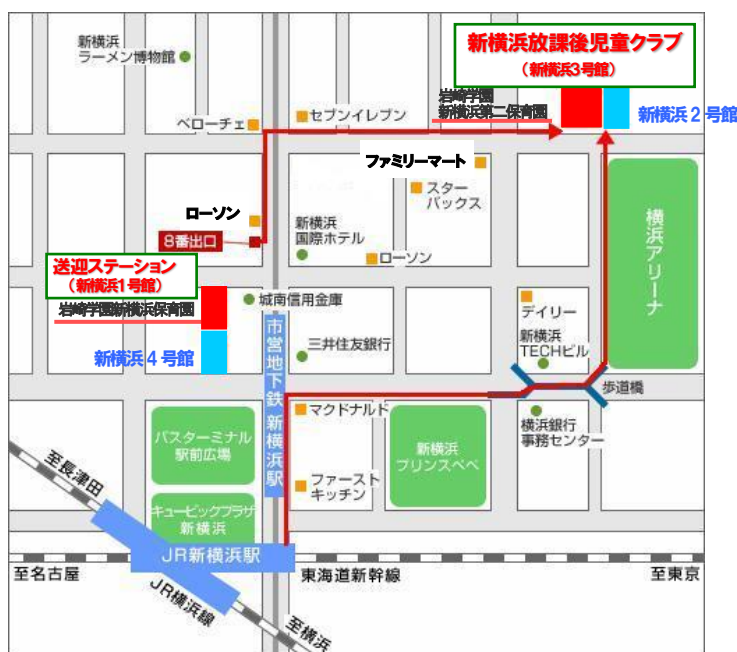 新横浜
ラーメン博物館
新横浜放課後児童クラブ
(新横浜3号館)
岩崎学園
新横浜第二保育園
新横浜2号館
ベローチェ
セブンイレブン
ファミリーマート
スター
バックス
ローソン
8番出口
新横浜
国際ホテル
ローソン
横浜アリーナ
送迎ステーション
(新横浜1号館)
岩崎学園新横浜保育園
新横浜4号館
城南信用金庫
デイリー
三井住友銀行
新横浜
TECHビル
市営地下鉄 新横浜駅
歩道橋
マクドナルド
横浜銀行
事務センター
バスターミナル
駅前広場
新横浜
プリンスペペ
ファースト
キッチン
至長津田
キュービックプラザ
新横浜
JR新横浜駅
至名古屋
東海道新幹線
至東京
JR横浜線
至横浜